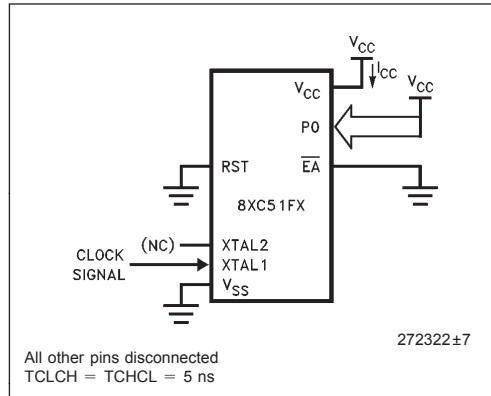 VCC
ICC
VCC
VCC
P0
RST
EA
8XC51FX
(NC)
XTAL2
CLOCK
SIGNAL
XTAL1
VSS
272322±7
All other pins disconnected
TCLCH = TCHCL = 5 ns